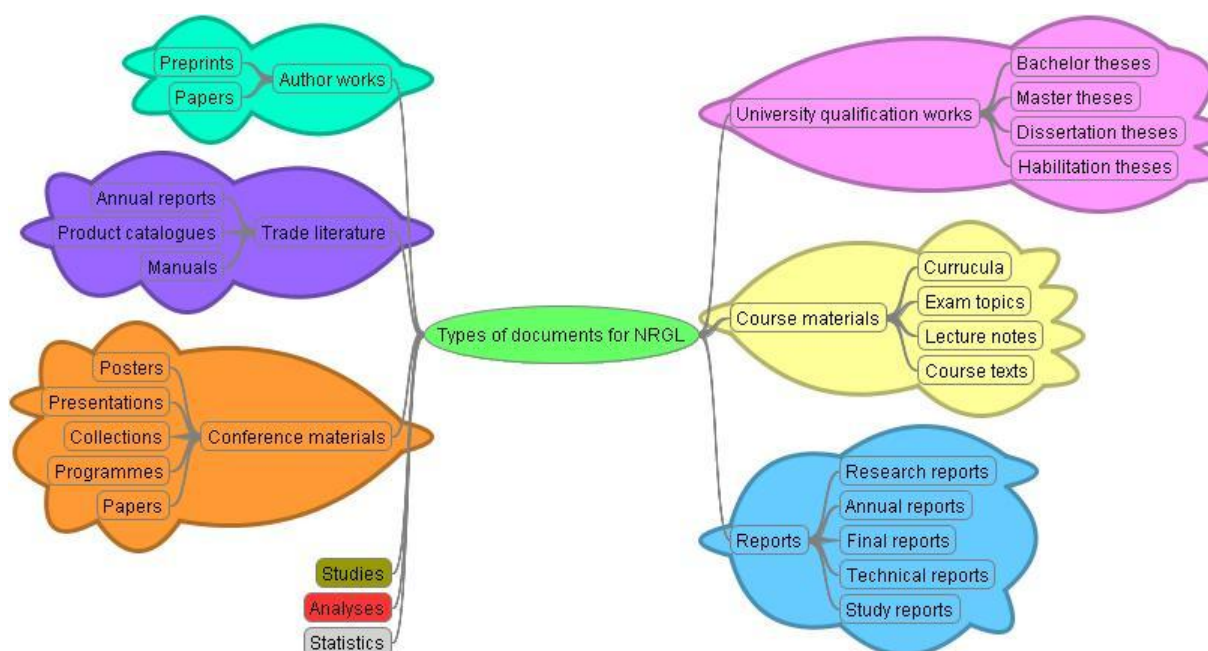 Preprints
Papers
Author works
Annual reports
Product catalogues
Manuals
Trade literature
Posters
Presentations
Collections
Programmes
Papers
Conference materials
Studies
Analyses
Statistics
Types of documents for NRGL
University qualification works
Bachelor theses
Master theses
Dissertation theses
Habilitation theses
Course materials
Currucula
Exam topics
Lecture notes
Course texts
Reports
Research reports
Annual reports
Final reports
Technical reports
Study reports